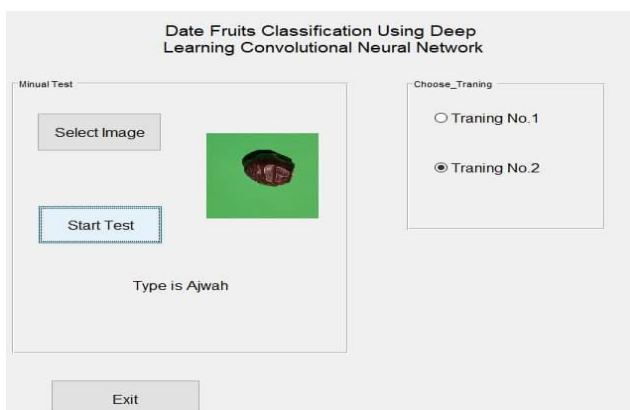 Date Fruits Classification Using Deep
Learning Convolutional Neural Network
Minual Test
Select Image
Start Test
Type is Ajwah
Choose_Traning
Traning No.1
Traning No.2
Exit